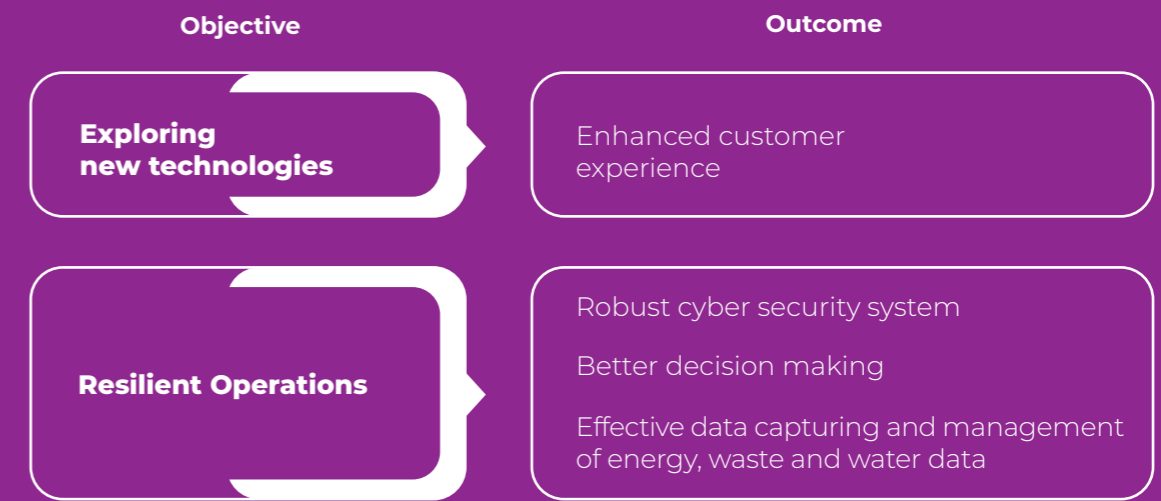 Objective
Outcome
Exploring
new technologies
Enhanced customer
experience
Resilient Operations
Robust cyber security system
Better decision making
Effective data capturing and management
of energy, waste and water data